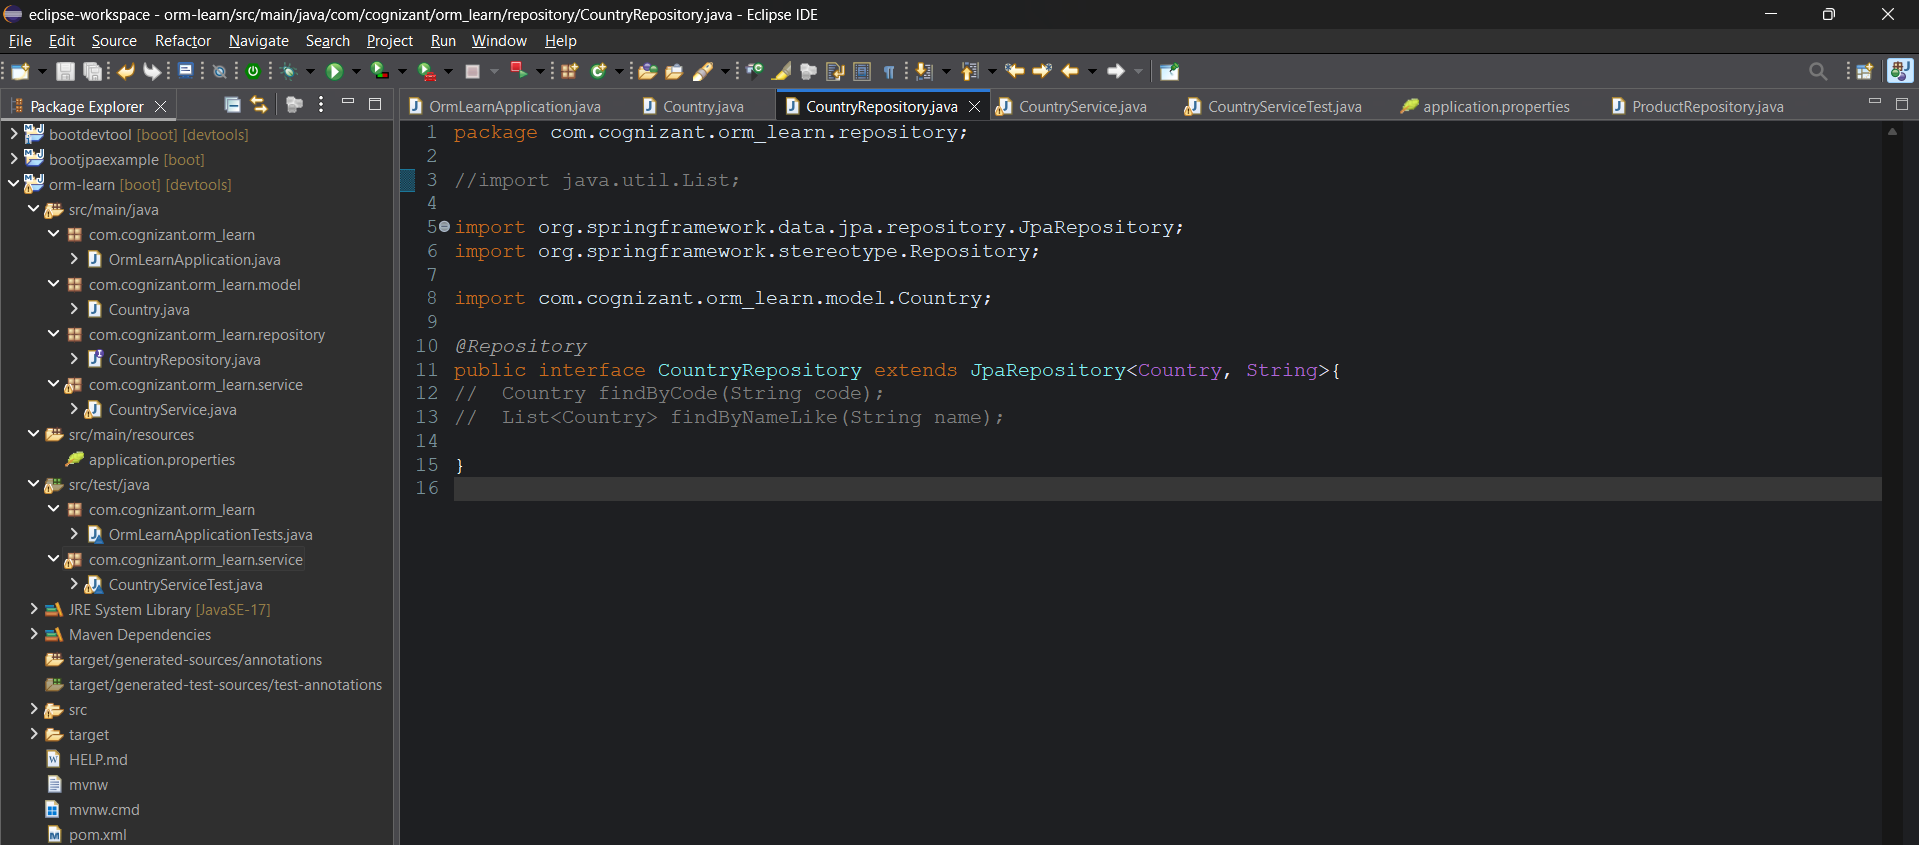 eclipse-workspace - orm-learn/src/main/java/com/cognizant/orm_learn/repository/CountryRepository.java - Eclipse IDE
File Edit Source Refactor Navigate Search Project Run Window Help
Package Explorer
OrmLearnApplication.java Country.java CountryRepository.java CountryService.java CountryServiceTest.java application.properties ProductRepository.java
bootdevtool [boot] [devtools]
bootjpaexample [boot]
orm-learn [boot] [devtools]
src/main/java
com.cognizant.orm_learn
OrmLearnApplication.java
com.cognizant.orm_learn.model
Country.java
com.cognizant.orm_learn.repository
CountryRepository.java
com.cognizant.orm_learn.service
CountryService.java
src/main/resources
application.properties
src/test/java
com.cognizant.orm_learn
OrmLearnApplicationTests.java
com.cognizant.orm_learn.service
CountryServiceTest.java
JRE System Library [JavaSE-17]
Maven Dependencies
target/generated-sources/annotations
target/generated-test-sources/test-annotations
src
target
HELP.md
mvnw
mvnw.cmd
pom.xml
1 package com.cognizant.orm_learn.repository;
2
3 //import java.util.List;
4
5 import org.springframework.data.jpa.repository.JpaRepository;
6 import org.springframework.stereotype.Repository;
7
8 import com.cognizant.orm_learn.model.Country;
9
10 @Repository
11 public interface CountryRepository extends JpaRepository<Country, String>{
12 // Country findByCode(String code);
13 // List<Country> findByNameLike(String name);
14
15 }
16